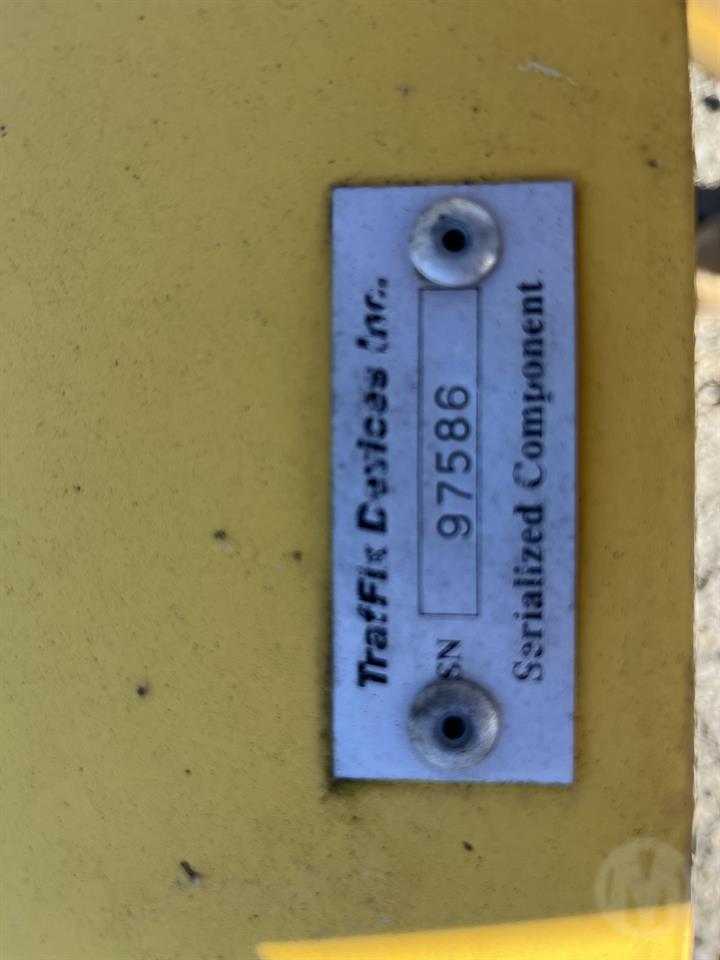 TrafFix Devices Inc.
SN 97586
Serialized Component
M